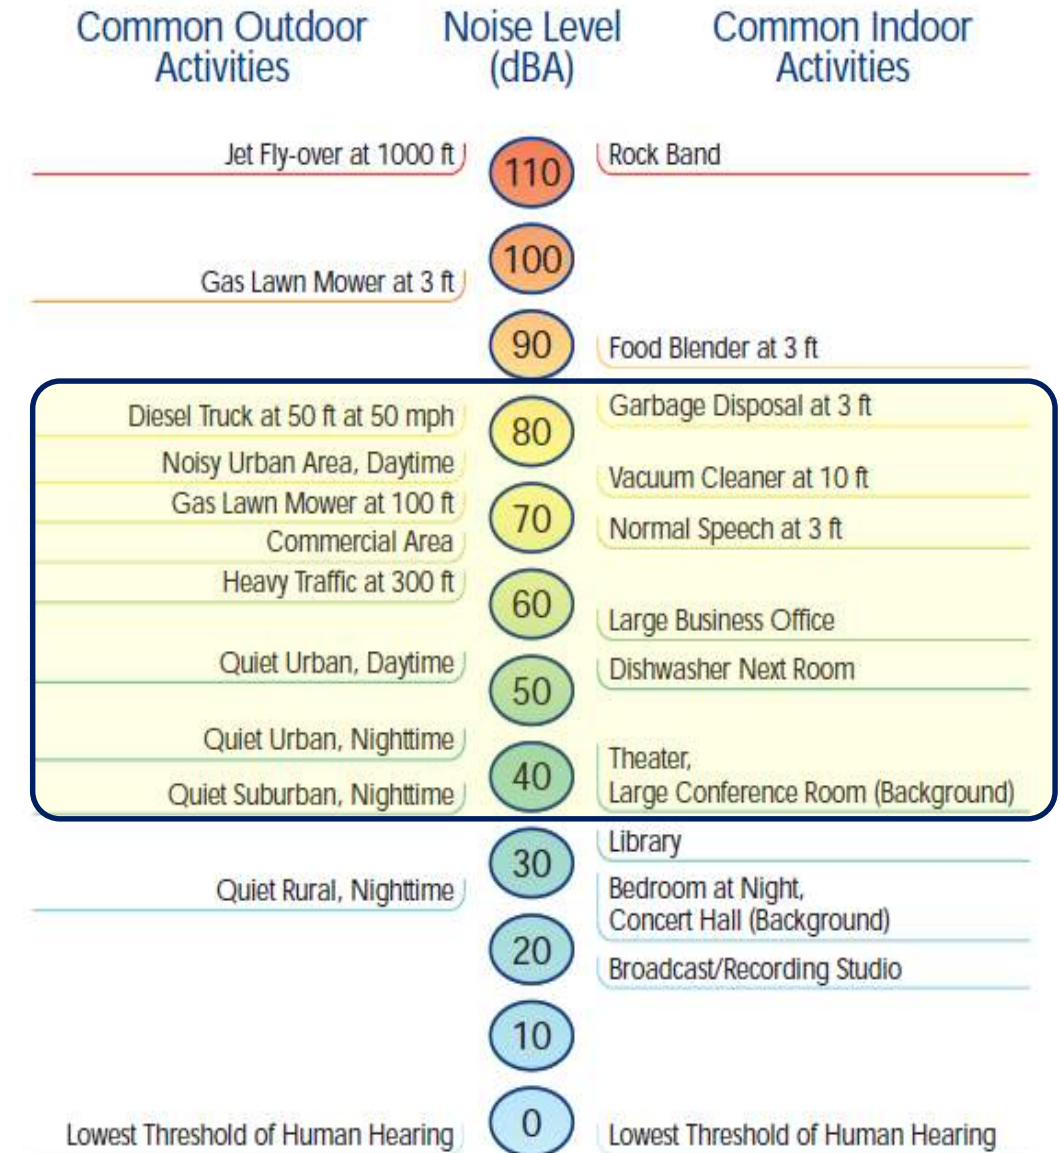 Common Outdoor
Activities
Noise Level
(dBA)
Common Indoor
Activities
Jet Fly-over at 1000 ft
110
Rock Band
100
Gas Lawn Mower at 3 ft
90
Food Blender at 3 ft
Diesel Truck at 50 ft at 50 mph
80
Garbage Disposal at 3 ft
Noisy Urban Area, Daytime
Vacuum Cleaner at 10 ft
Gas Lawn Mower at 100 ft
70
Normal Speech at 3 ft
Commercial Area
Heavy Traffic at 300 ft
60
Large Business Office
Quiet Urban, Daytime
50
Dishwasher Next Room
Quiet Urban, Nighttime
40
Theater,
Large Conference Room (Background)
Quiet Suburban, Nighttime
30
Library
Quiet Rural, Nighttime
Bedroom at Night,
Concert Hall (Background)
20
Broadcast/Recording Studio
10
0
Lowest Threshold of Human Hearing
Lowest Threshold of Human Hearing